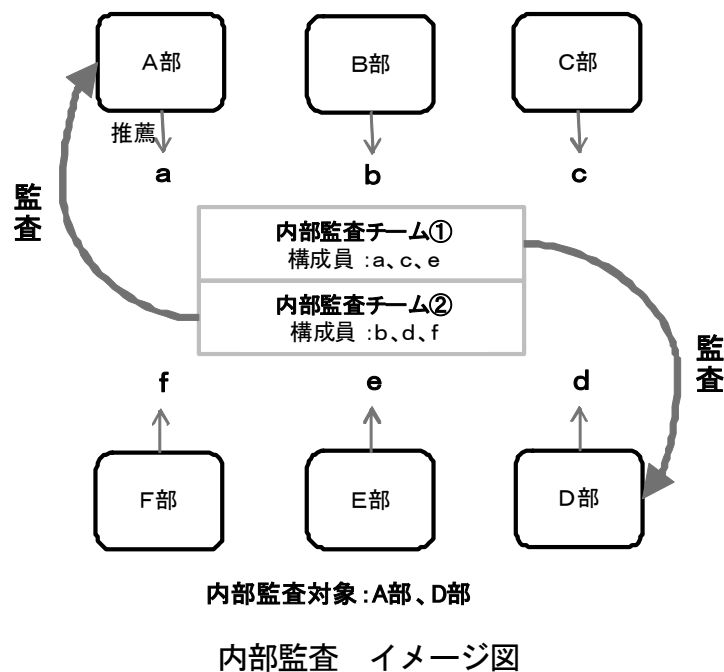 A部
B部
C部
推薦
a
b
c
監査
内部監査チーム①
構成員:a、c、e
内部監査チーム②
構成員:b、d、f
監査
f
e
d
F部
E部
D部
内部監査対象:A部、D部
内部監査　イメージ図